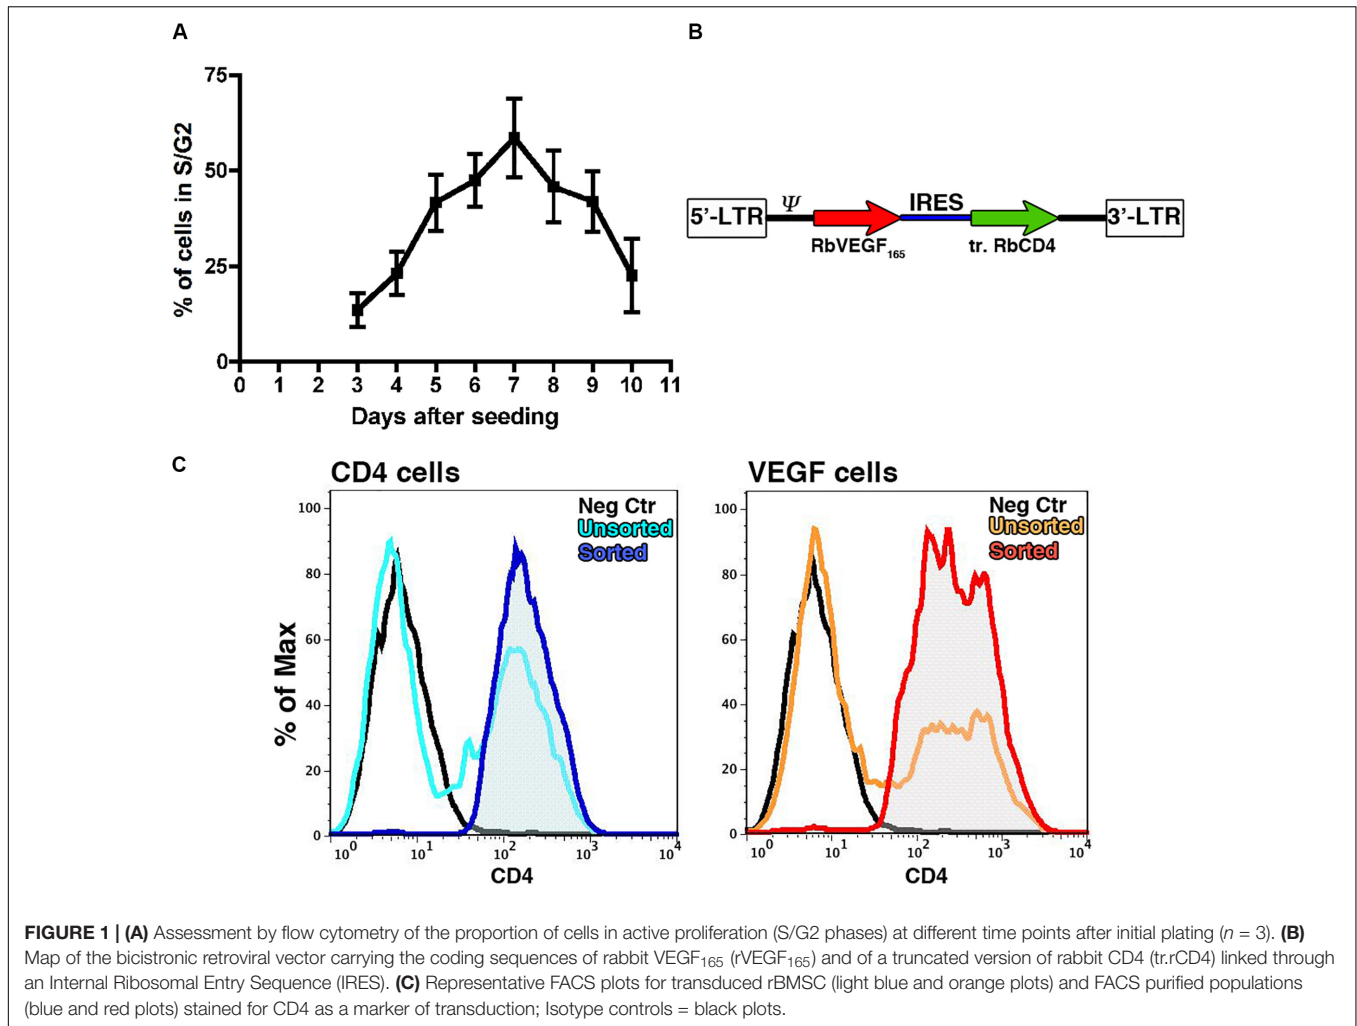 A
75
50
25
0
% of cells in S/G2
0 1 2 3 4 5 6 7 8 9 10 11
Days after seeding
B
5'-LTR Ψ IRES 3'-LTR
RbVEGF165 tr. RbCD4
C
CD4 cells
Neg Ctr
Unsorted
Sorted
100
80
60
40
20
0
% of Max
10^0 10^1 10^2 10^3 10^4
CD4
VEGF cells
Neg Ctr
Unsorted
Sorted
100
80
60
40
20
0
10^0 10^1 10^2 10^3 10^4
CD4
FIGURE 1 | (A) Assessment by flow cytometry of the proportion of cells in active proliferation (S/G2 phases) at different time points after initial plating (n = 3). (B)
Map of the bicistronic retroviral vector carrying the coding sequences of rabbit VEGF165 (rVEGF165) and of a truncated version of rabbit CD4 (tr.rCD4) linked through
an Internal Ribosomal Entry Sequence (IRES). (C) Representative FACS plots for transduced rBMSC (light blue and orange plots) and FACS purified populations
(blue and red plots) stained for CD4 as a marker of transduction; Isotype controls = black plots.